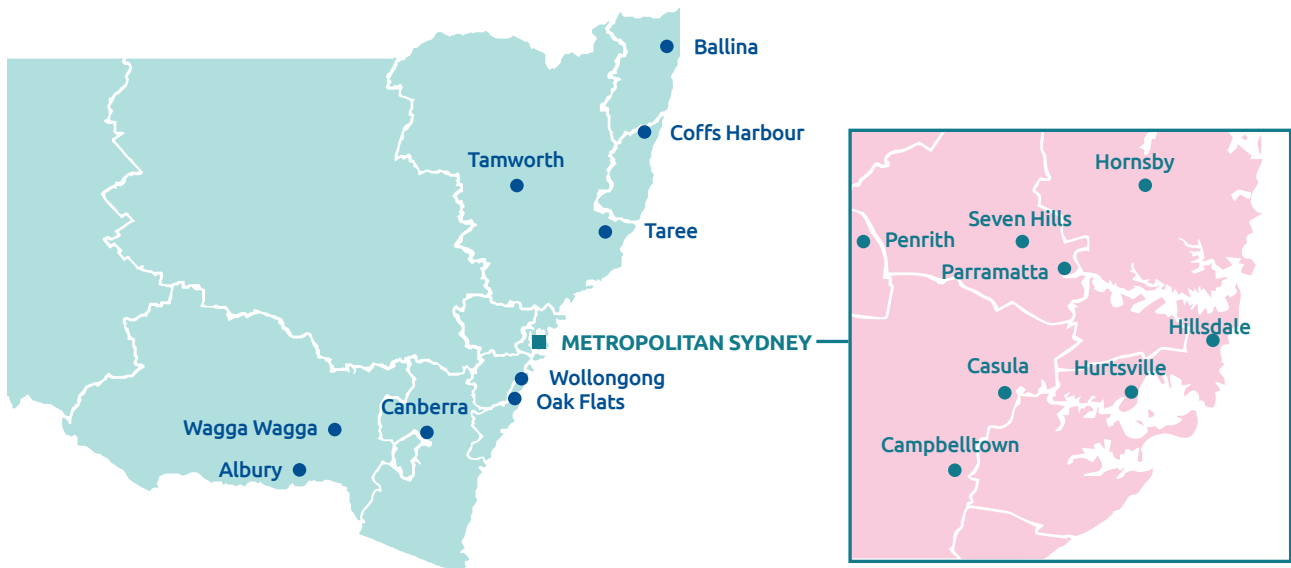 Ballina
Coffs Harbour
Tamworth
Taree
METROPOLITAN SYDNEY
Wollongong
Oak Flats
Canberra
Wagga Wagga
Albury
Hornsby
Seven Hills
Penrith
Parramatta
Hillsdale
Casula
Hurtsville
Campbelltown